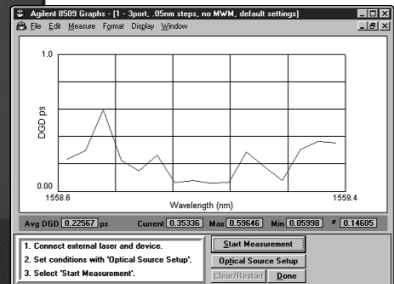 Agilent 8509 Graphs - [1 - 3port, .05nm steps, no MWM, default settings]
File Edit Measure Format Display Window
1.0
DGD ps
0.00
1558.6 1559.4
Wavelength (nm)
Avg DGD 0.22567 ps Current 0.35336 Max 0.59646 Min 0.05998 σ 0.14605
1. Connect external laser and device.
2. Set conditions with 'Optical Source Setup'.
3. Select 'Start Measurement'.
Start Measurement
Optical Source Setup
Clear/Restart Done